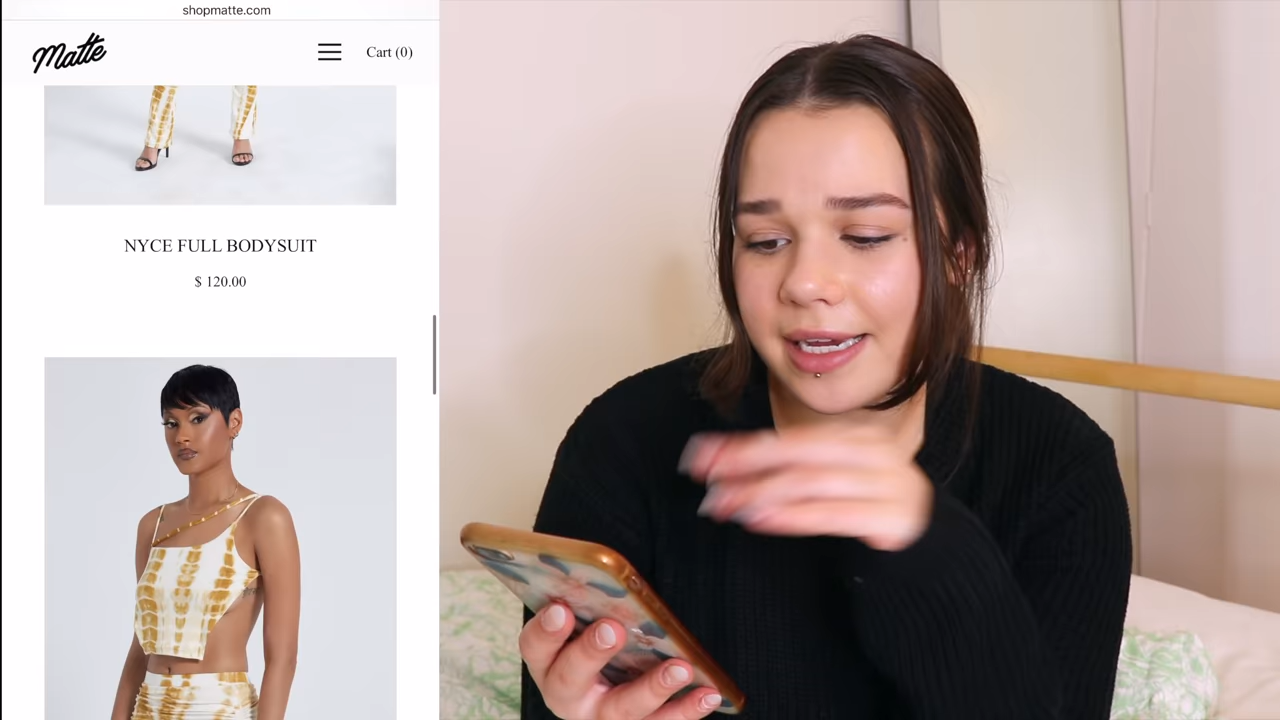 shopmatte.com
Matte
Cart (0)
NYCE FULL BODYSUIT
$ 120.00